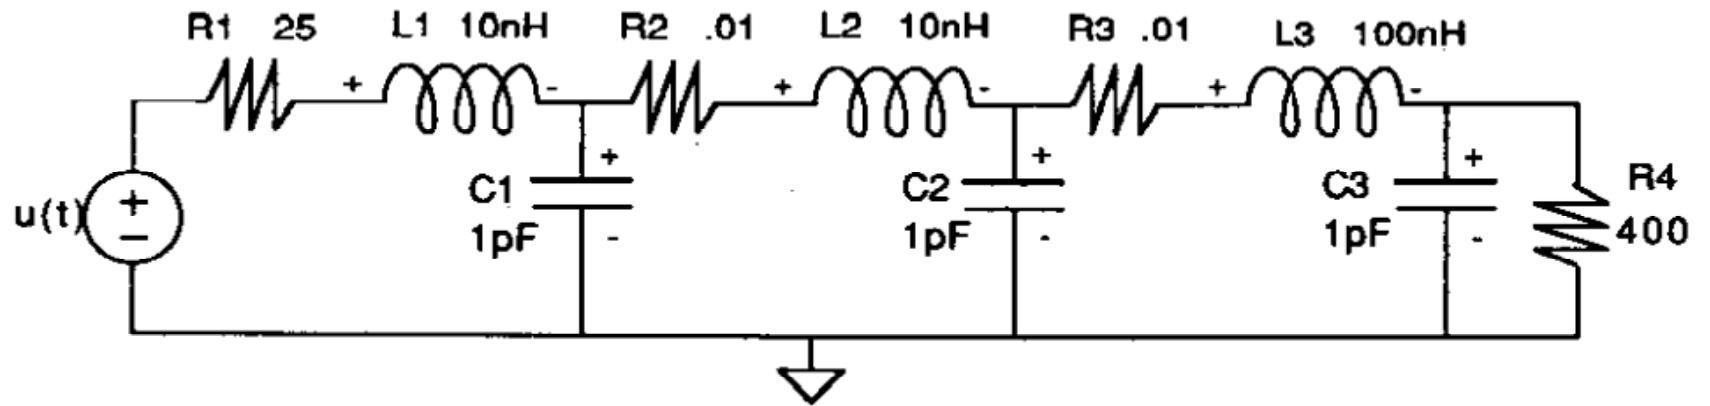 R1 25 L1 10nH R2 .01 L2 10nH R3 .01 L3 100nH
+ - + - + -
+ + +
C1 C2 C3 R4
u(t) + 1pF 1pF 1pF 400
- - - -